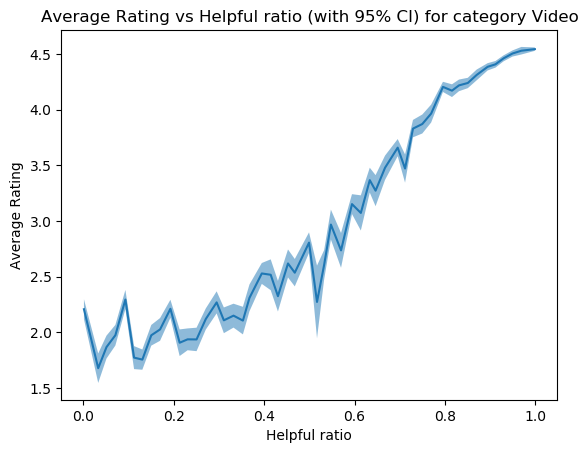 Average Rating vs Helpful ratio (with 95% CI) for category Video
4.5
4.0
3.5
3.0
2.5
2.0
1.5
Average Rating
0.0 0.2 0.4 0.6 0.8 1.0
Helpful ratio